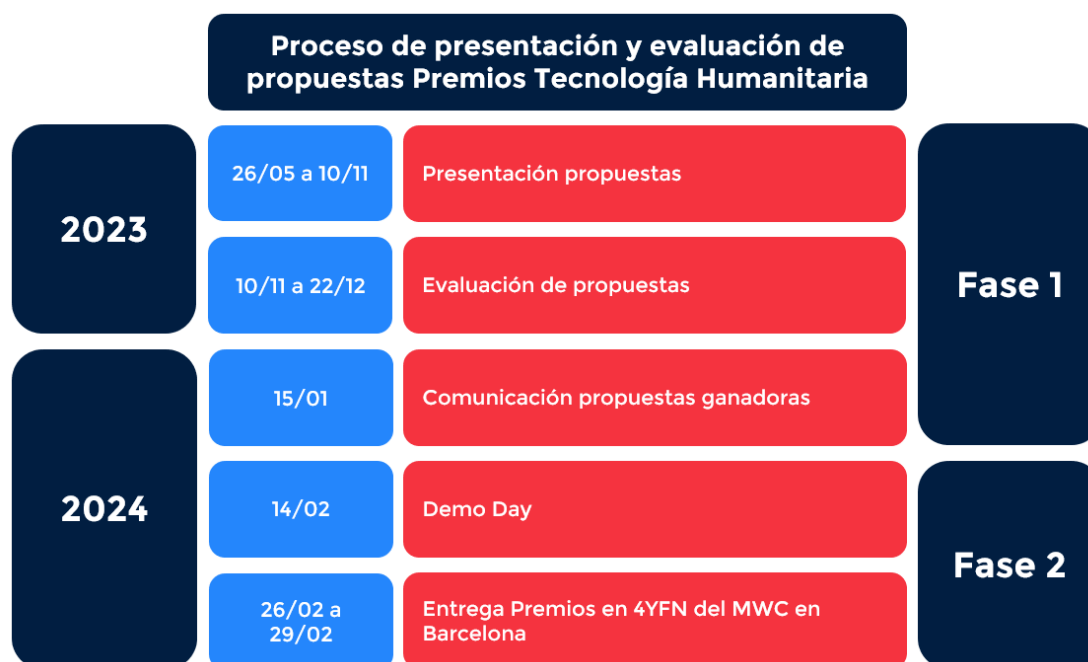 Proceso de presentación y evaluación de
propuestas Premios Tecnología Humanitaria
2023
26/05 a 10/11
Presentación propuestas
10/11 a 22/12
Evaluación de propuestas
Fase 1
2024
15/01
Comunicación propuestas ganadoras
14/02
Demo Day
26/02 a
29/02
Entrega Premios en 4YFN del MWC en
Barcelona
Fase 2